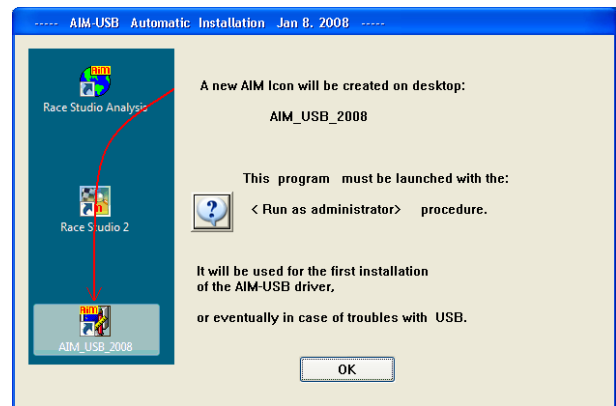 ----- AIM-USB Automatic Installation Jan 8. 2008 -----
AIM
Race Studio Analysis
A new AIM Icon will be created on desktop:
AIM_USB_2008
This program must be launched with the:
< Run as administrator> procedure.
Race Studio 2
It will be used for the first installation
of the AIM-USB driver,
or eventually in case of troubles with USB.
AIM
AIM_USB_2008
OK